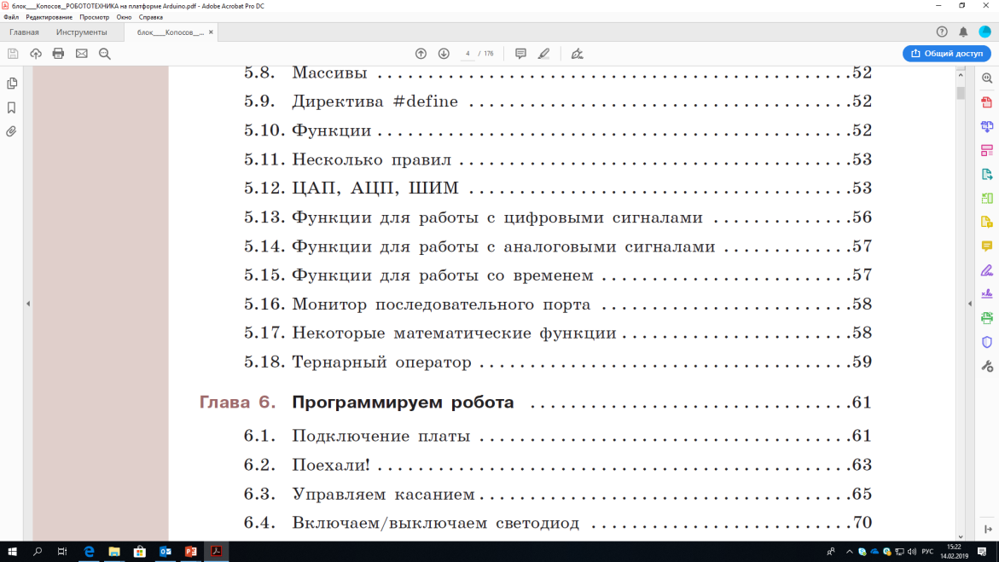 блок____Копосов__РОБОТОТЕХНИКА на платформе Arduino.pdf - Adobe Acrobat Pro DC
Файл Редактирование Просмотр Окно Справка
Главная Инструменты блок____Копосов__... ×
4 / 176
Общий доступ
5.8. Массивы 52
5.9. Директива #define 52
5.10. Функции 52
5.11. Несколько правил 53
5.12. ЦАП, АЦП, ШИМ 53
5.13. Функции для работы с цифровыми сигналами 56
5.14. Функции для работы с аналоговыми сигналами 57
5.15. Функции для работы со временем 57
5.16. Монитор последовательного порта 58
5.17. Некоторые математические функции 58
5.18. Тернарный оператор 59
Глава 6. Программируем робота 61
6.1. Подключение платы 61
6.2. Поехали! 63
6.3. Управляем касанием 65
6.4. Включаем/выключаем светодиод 70
РУС
15:22
14.02.2019